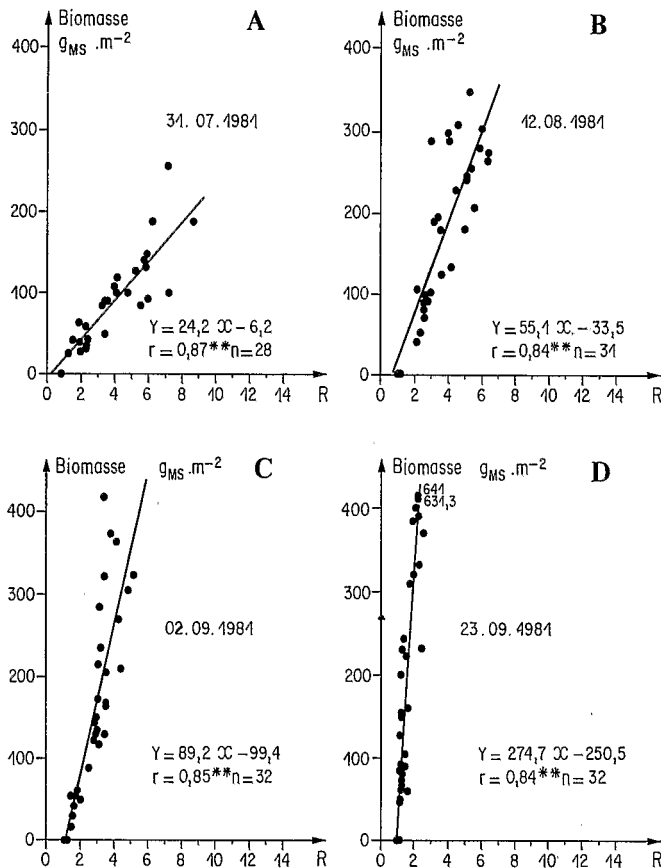 Biomasse
g MS .m-2
A
400
31.07.1981
300
200
100
Y = 24,2 x - 6,2
r = 0,87** n = 28
0
0 2 4 6 8 10 12 14 R
Biomasse
g MS .m-2
B
400
12.08.1981
300
200
100
Y = 55,1 x - 33,5
r = 0,84** n = 31
0
0 2 4 6 8 10 12 14 R
Biomasse g MS .m-2
C
400
300
02.09.1981
200
100
Y = 89,2 x - 99,4
r = 0,85** n = 32
0
0 2 4 6 8 10 12 14 R
Biomasse g MS .m-2
D
641
631,3
400
300
23.09.1981
200
100
Y = 274,7 x - 250,5
r = 0,84** n = 32
0
0 2 4 6 8 10 12 14 R